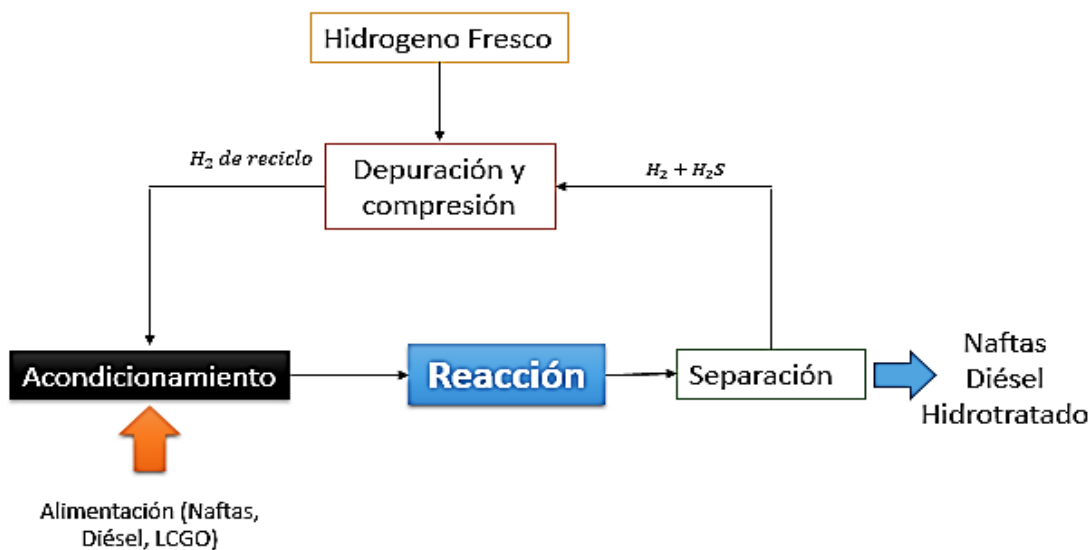 Hidrogeno Fresco
H₂ de reciclo
Depuración y
compresión
H₂ + H₂S
Acondicionamiento
Reacción
Separación
Naftas
Diésel
Hidrotratado
Alimentación (Naftas,
Diésel, LCGO)